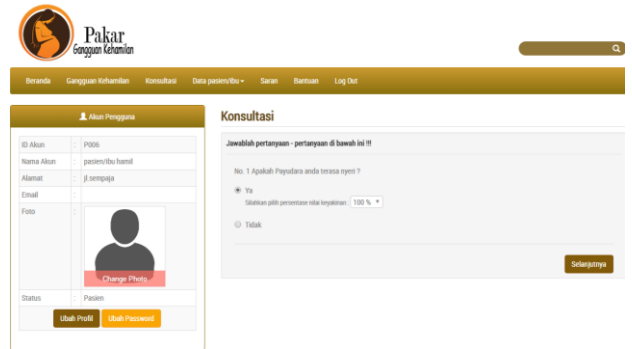 Pakar
Gangguan Kehamilan
Beranda Gangguan Kehamilan Konsultasi Data pasien/ibu Saran Bantuan Log Out
Akun Pengguna
ID Akun : P006
Nama Akun : pasien/ibu hamil
Alamat : jl.sempaja
Email :
Foto :
Change Photo
Status : Pasien
Ubah Profil Ubah Password
Konsultasi
Jawablah pertanyaan - pertanyaan di bawah ini !!!
No. 1 Apakah Payudara anda terasa nyeri ?
Ya
Silahkan pilih persentase nilai keyakinan : 100 %
Tidak
Selanjutnya